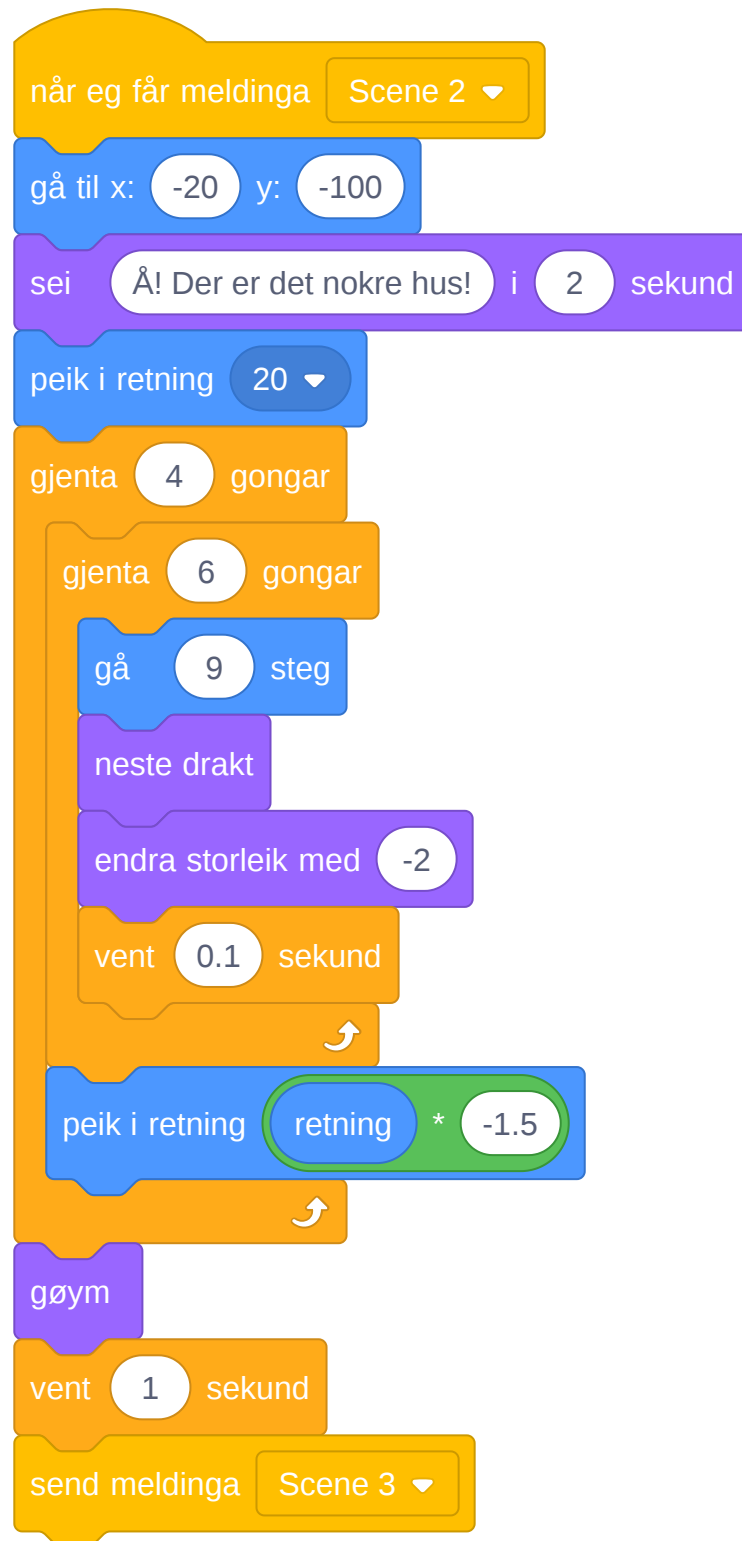 når eg får meldinga Scene 2
gå til x: -20 y: -100
sei Å! Der er det nokre hus! i 2 sekund
peik i retning 20
gjenta 4 gongar
gjenta 6 gongar
gå 9 steg
neste drakt
endra storleik med -2
vent 0.1 sekund
peik i retning retning * -1.5
gøym
vent 1 sekund
send meldinga Scene 3